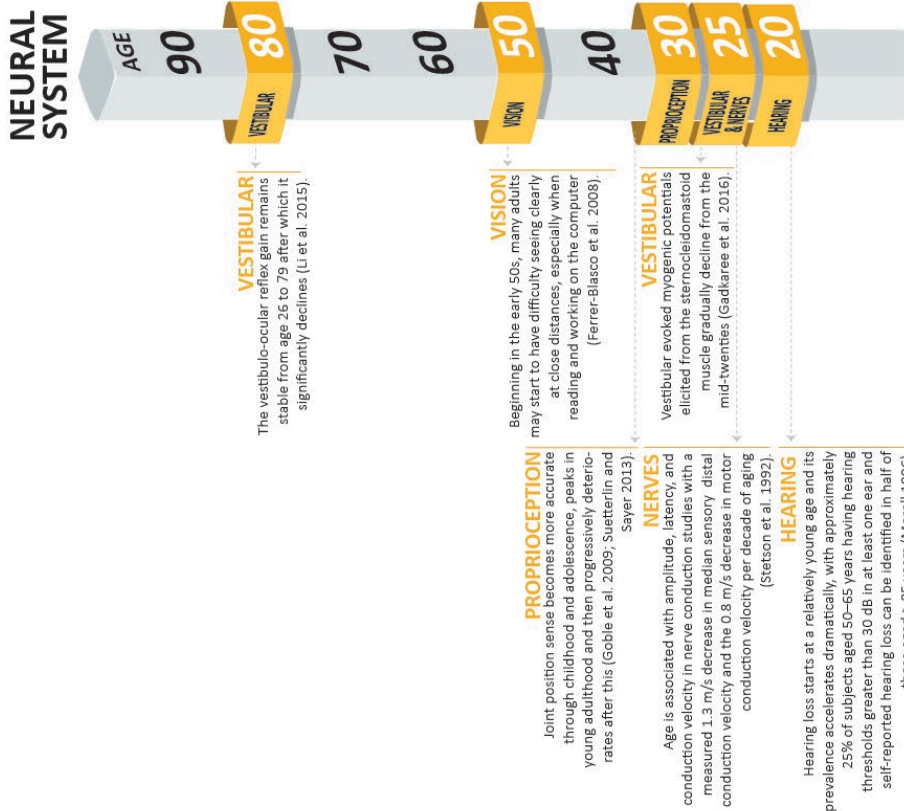 NEURAL
SYSTEM
AGE
90
80
VESTIBULAR
70
60
50
VISION
40
30
PROPRIOCEPTION
25
VESTIBULAR
& NERVES
20
HEARING
VESTIBULAR
The vestibulo-ocular reflex gain remains
stable from age 26 to 79 after which it
significantly declines (Li et al. 2015).
VISION
Beginning in the early 50s, many adults
may start to have difficulty seeing clearly
at close distances, especially when
reading and working on the computer
(Ferrer-Blasco et al. 2008).
VESTIBULAR
Vestibular evoked myogenic potentials
elicited from the sternocleidomastoid
muscle gradually decline from the
mid-twenties (Gadkaree et al. 2016).
PROPRIOCEPTION
Joint position sense becomes more accurate
through childhood and adolescence, peaks in
young adulthood and then progressively deterio-
rates after this (Goble et al. 2009; Suetterlin and
Sayer 2013).
NERVES
Age is associated with amplitude, latency, and
conduction velocity in nerve conduction studies with a
measured 1.3 m/s decrease in median sensory distal
conduction velocity and the 0.8 m/s decrease in motor
conduction velocity per decade of aging
(Stetson et al. 1992).
HEARING
Hearing loss starts at a relatively young age and its
prevalence accelerates dramatically, with approximately
25% of subjects aged 50–65 years having hearing
thresholds greater than 30 dB in at least one ear and
self-reported hearing loss can be identified in half of